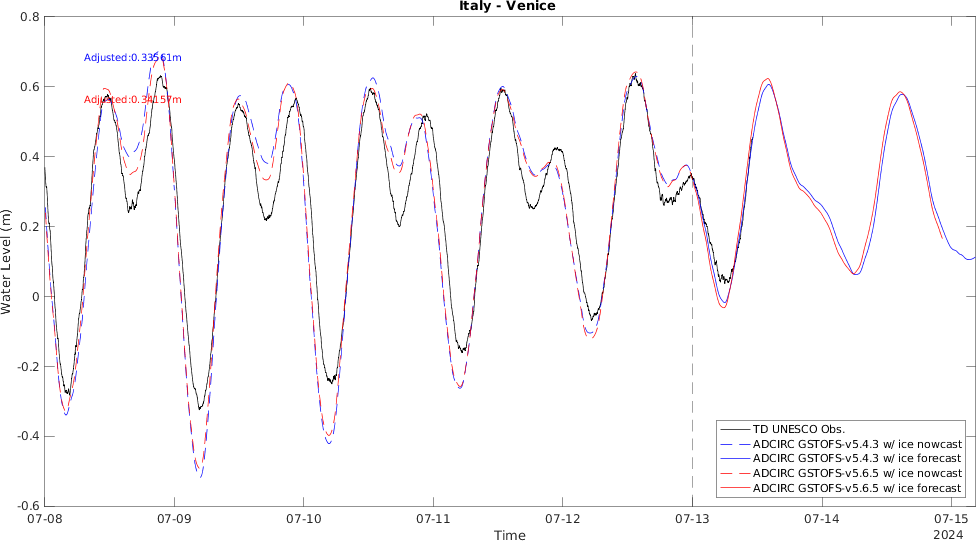 Italy - Venice
0.8
0.6
0.4
0.2
0
-0.2
-0.4
-0.6
Water Level (m)
Adjusted:0.33561m
Adjusted:0.34157m
TD UNESCO Obs.
ADCIRC GSTOFS-v5.4.3 w/ ice nowcast
ADCIRC GSTOFS-v5.4.3 w/ ice forecast
ADCIRC GSTOFS-v5.6.5 w/ ice nowcast
ADCIRC GSTOFS-v5.6.5 w/ ice forecast
07-08 07-09 07-10 07-11 07-12 07-13 07-14 07-15
Time 2024